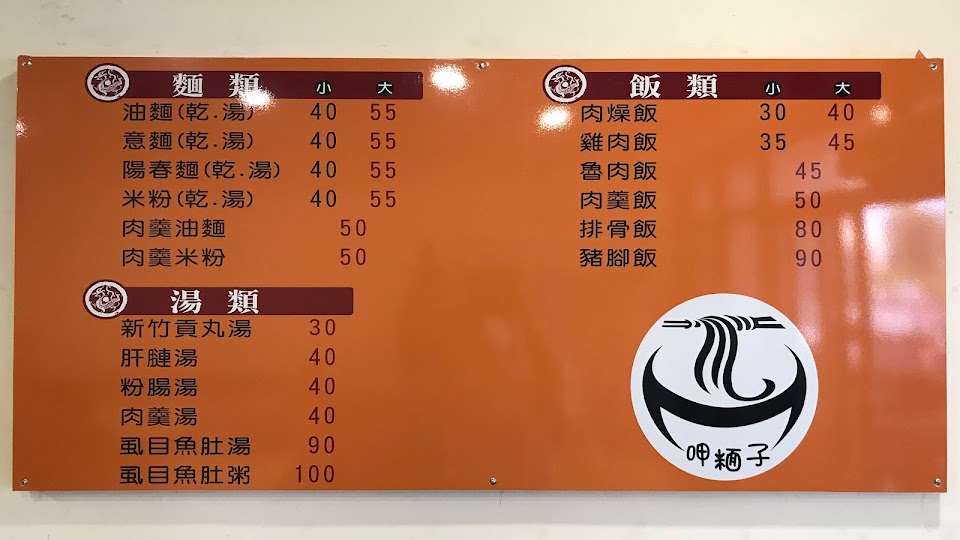 麵類 小 大
油麵(乾.湯) 40 55
意麵(乾.湯) 40 55
陽春麵(乾.湯) 40 55
米粉(乾.湯) 40 55
肉羹油麵 50
肉羹米粉 50
湯類
新竹貢丸湯 30
肝膁湯 40
粉腸湯 40
肉羹湯 40
虱目魚肚湯 90
虱目魚肚粥 100
飯類 小 大
肉燥飯 30 40
雞肉飯 35 45
魯肉飯 45
肉羹飯 50
排骨飯 80
豬腳飯 90
呷麵子